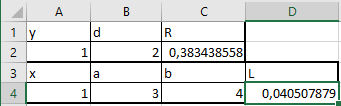 A B C D
1 y d R
2 1 2 0,383438558
3 x a b L
4 1 3 4 0,040507879